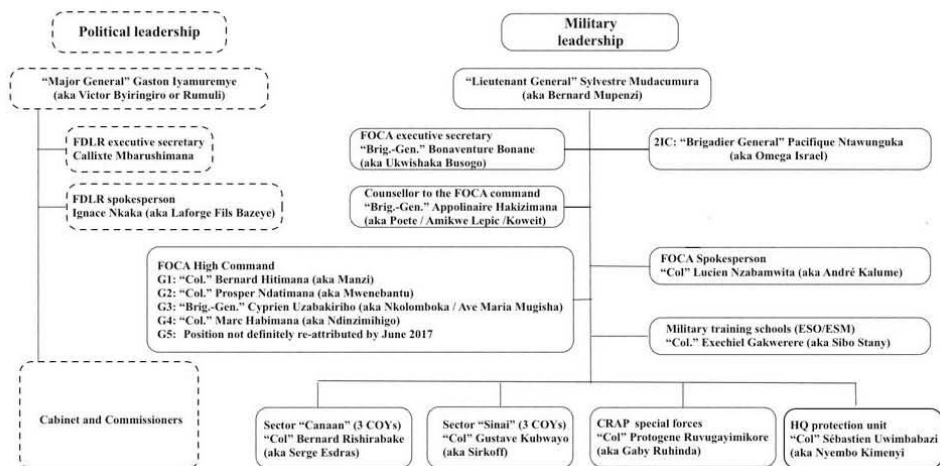 Political leadership
Military
leadership
“Major General” Gaston Iyamuremye
(aka Victor Byiringiro or Rumuli)
“Lieutenant General” Sylvestre Mudacumura
(aka Bernard Mupenzi)
FDLR executive secretary
Callixte Mbarushimana
FOCA executive secretary
“Brig.-Gen.” Bonaventure Bonane
(aka Ukwishaka Busogo)
2IC: “Brigadier General” Pacifique Ntawunguka
(aka Omega Israel)
FDLR spokesperson
Ignace Nkaka (aka Laforge Fils Bazeye)
Counsellor to the FOCA command
“Brig.-Gen.” Appolinaire Hakizimana
(aka Poete / Amikwe Lepic /Koweit)
FOCA High Command
G1: “Col.” Bernard Hitimana (aka Manzi)
G2: “Col.” Prosper Ndatimana (aka Mwenebantu)
G3: “Brig.-Gen.” Cyprien Uzabakiriho (aka Nkolomboka / Ave Maria Mugisha)
G4: “Col.” Marc Habimana (aka Ndinzimihigo)
G5: Position not definitely re-attributed by June 2017
FOCA Spokesperson
“Col” Lucien Nzabamwita (aka André Kalume)
Military training schools (ESO/ESM)
“Col.” Exechiel Gakwerere (aka Sibo Stany)
Cabinet and Commissioners
Sector “Canaan” (3 COYs)
“Col” Bernard Rishirabake
(aka Serge Esdras)
Sector “Sinai” (3 COYs)
“Col” Gustave Kubwayo
(aka Sirkoff)
CRAP special forces
“Col” Protogene Ruvugayimikore
(aka Gaby Ruhinda)
HQ protection unit
“Col” Sébastien Uwimbabazi
(aka Nyembo Kimenyi)